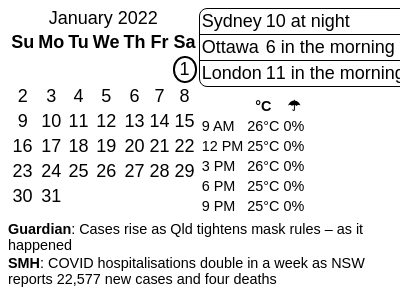 January 2022
Su Mo Tu We Th Fr Sa
1
2 3 4 5 6 7 8
9 10 11 12 13 14 15
16 17 18 19 20 21 22
23 24 25 26 27 28 29
30 31
Sydney 10 at night
Ottawa 6 in the morning
London 11 in the morning
°C ☂
9 AM 26°C 0%
12 PM 25°C 0%
3 PM 26°C 0%
6 PM 25°C 0%
9 PM 25°C 0%
Guardian: Cases rise as Qld tightens mask rules – as it
happened
SMH: COVID hospitalisations double in a week as NSW
reports 22,577 new cases and four deaths